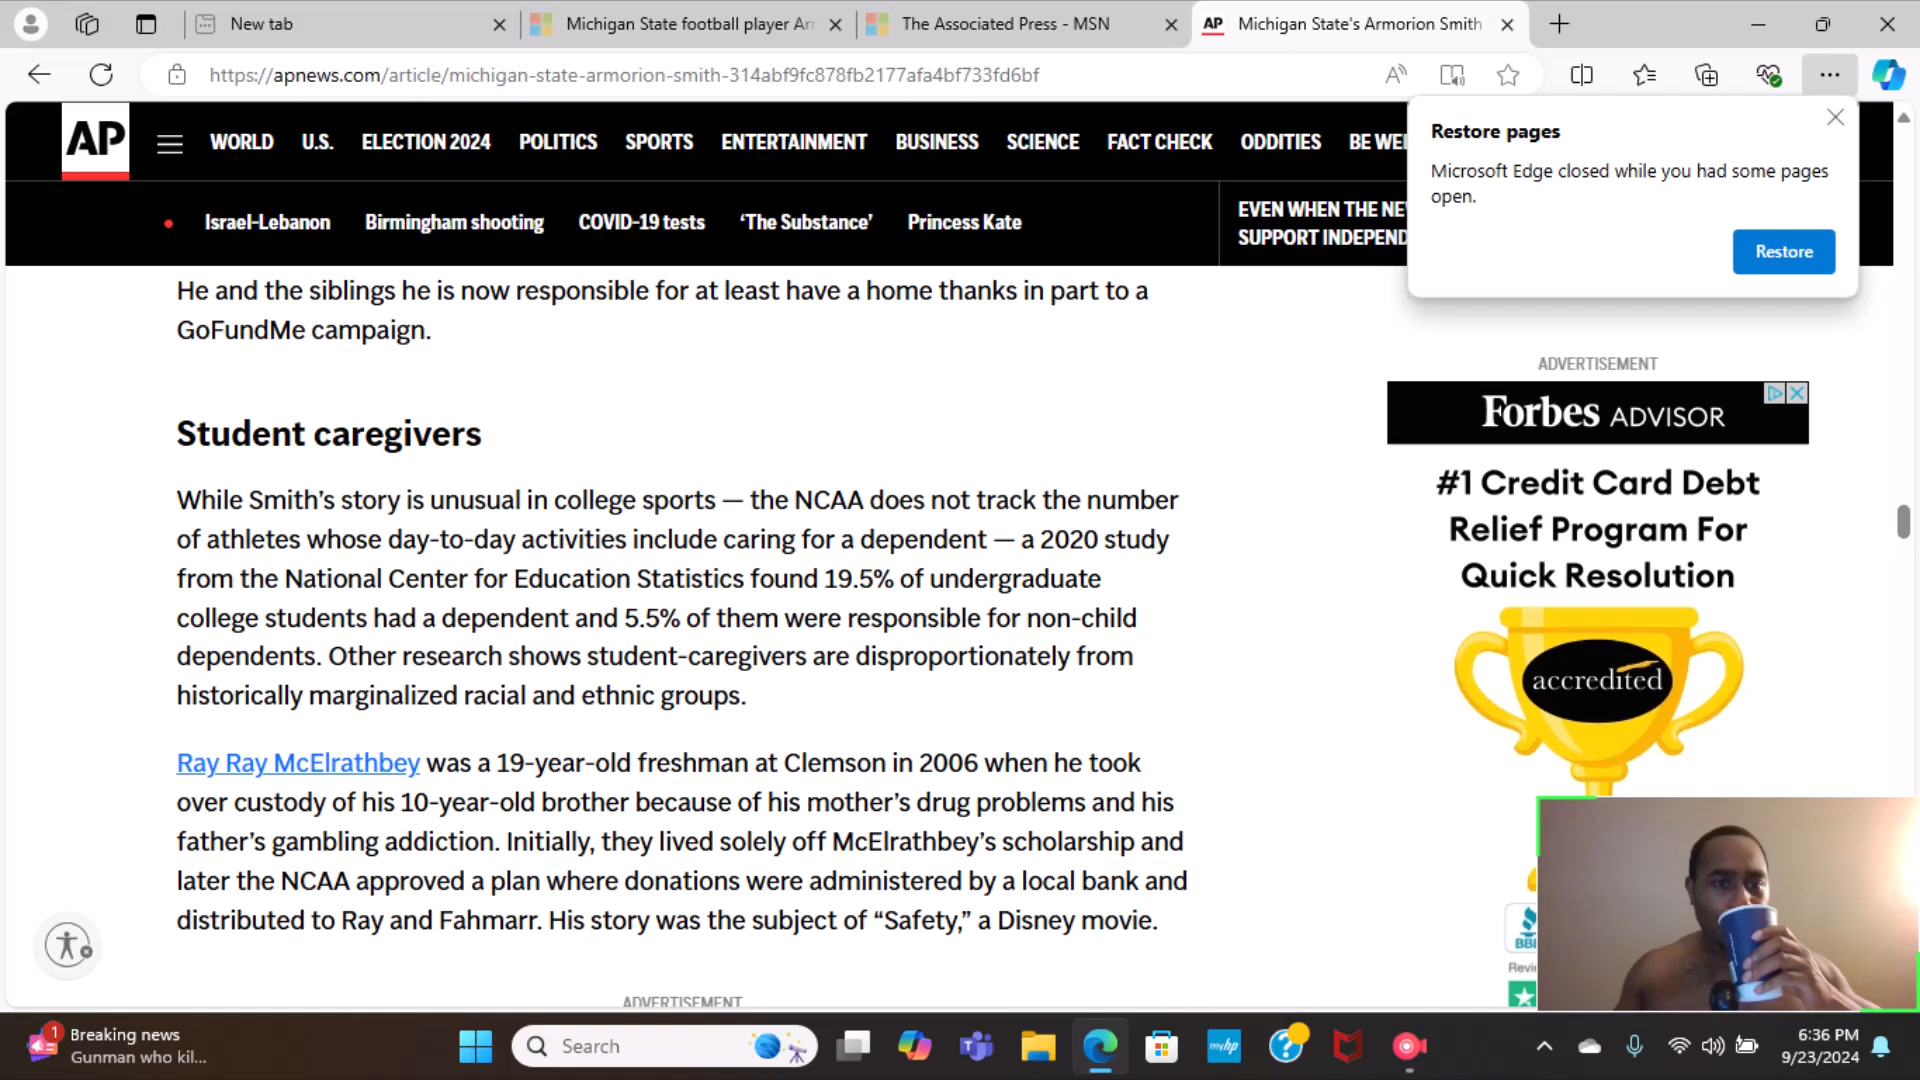 New tab
Michigan State football player Ar
The Associated Press - MSN
AP Michigan State's Armorion Smith
https://apnews.com/article/michigan-state-armorion-smith-314abf9fc878fb2177afa4bf733fd6bf
Restore pages
Microsoft Edge closed while you had some pages
open.
Restore
AP
WORLD U.S. ELECTION 2024 POLITICS SPORTS ENTERTAINMENT BUSINESS SCIENCE FACT CHECK ODDITIES BE WEL
Israel-Lebanon Birmingham shooting COVID-19 tests ‘The Substance’ Princess Kate
EVEN WHEN THE NE
SUPPORT INDEPEND
He and the siblings he is now responsible for at least have a home thanks in part to a
GoFundMe campaign.
Student caregivers
While Smith’s story is unusual in college sports — the NCAA does not track the number
of athletes whose day-to-day activities include caring for a dependent — a 2020 study
from the National Center for Education Statistics found 19.5% of undergraduate
college students had a dependent and 5.5% of them were responsible for non-child
dependents. Other research shows student-caregivers are disproportionately from
historically marginalized racial and ethnic groups.
Ray Ray McElrathbey was a 19-year-old freshman at Clemson in 2006 when he took
over custody of his 10-year-old brother because of his mother’s drug problems and his
father’s gambling addiction. Initially, they lived solely off McElrathbey’s scholarship and
later the NCAA approved a plan where donations were administered by a local bank and
distributed to Ray and Fahmarr. His story was the subject of “Safety,” a Disney movie.
ADVERTISEMENT
ADVERTISEMENT
Forbes ADVISOR
#1 Credit Card Debt
Relief Program For
Quick Resolution
accredited
BBB
Revi
1
Breaking news
Gunman who kil...
Search
myhp
6:36 PM
9/23/2024